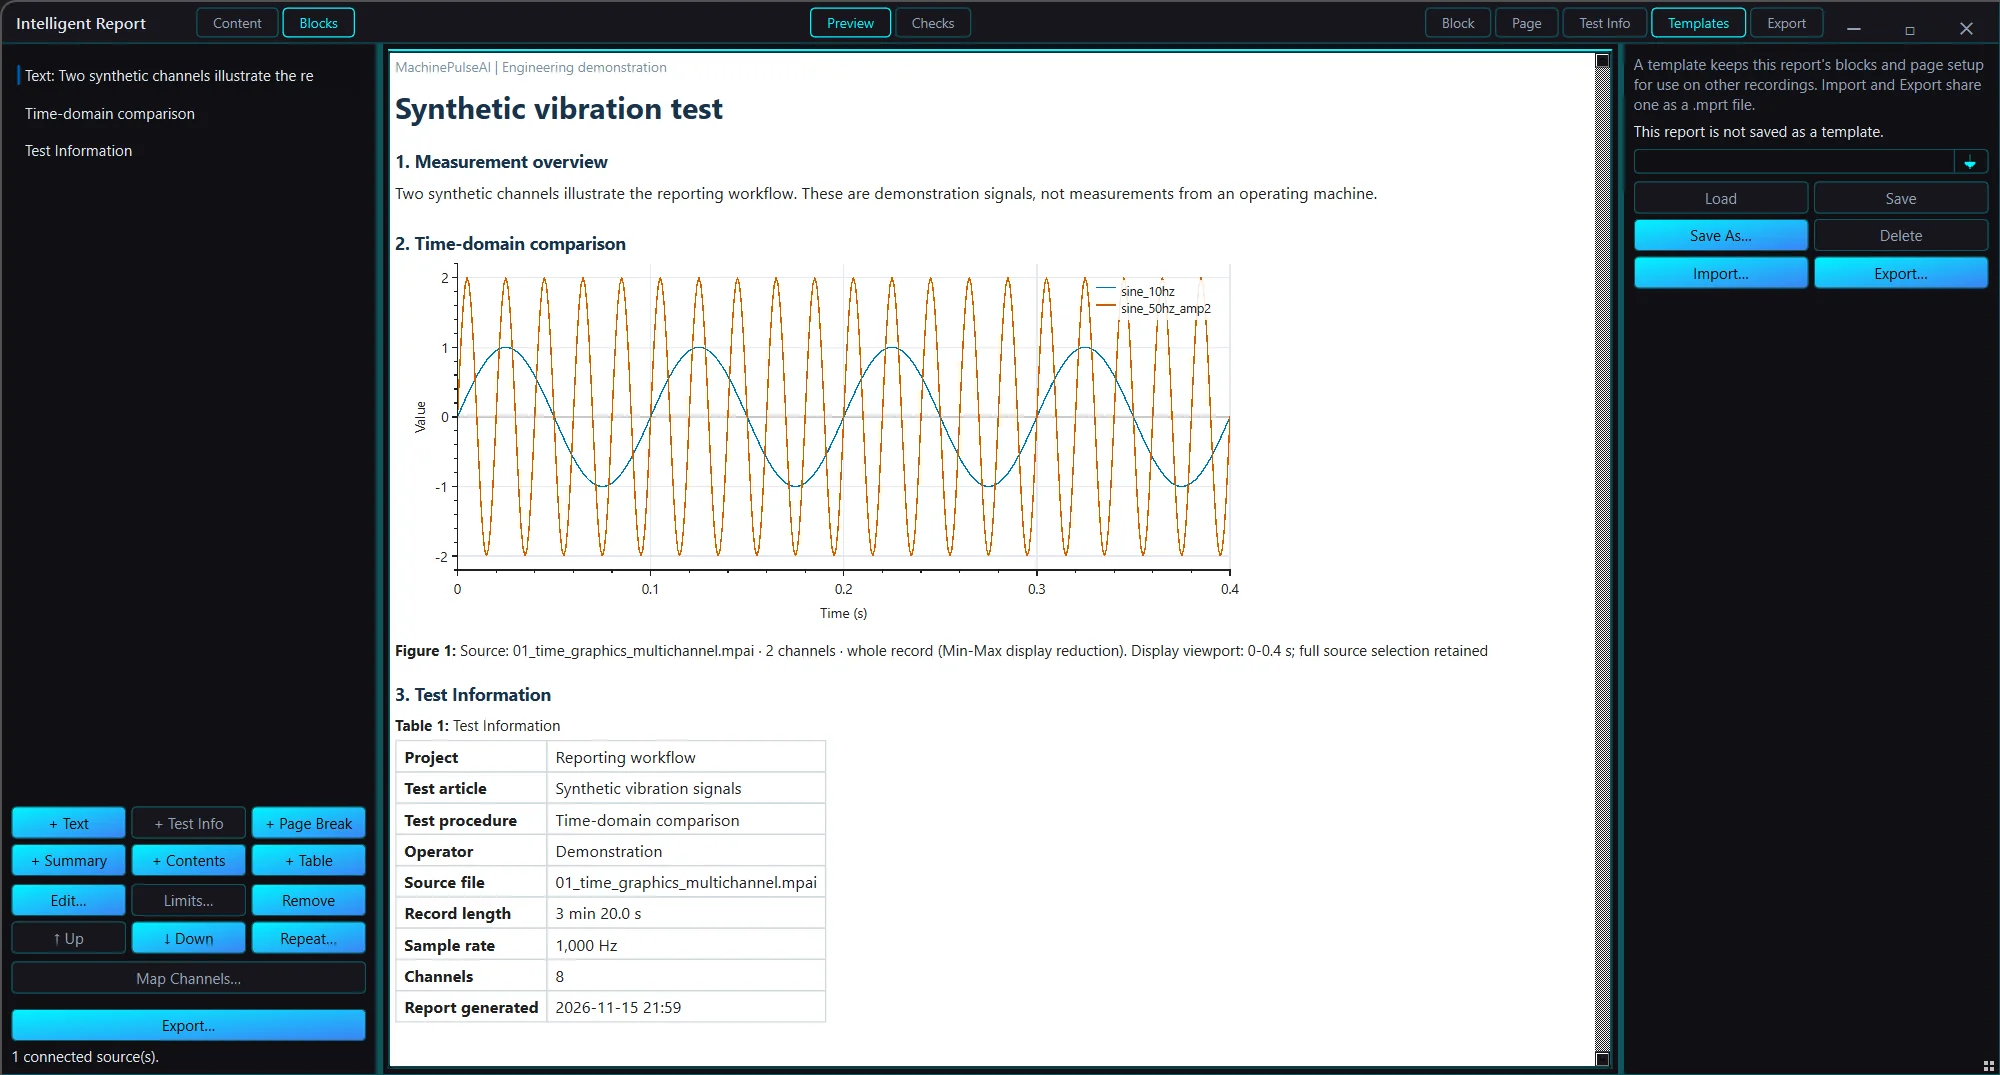 Intelligent Report
Content
Blocks
Preview
Checks
Block
Page
Test Info
Templates
Export
Text: Two synthetic channels illustrate the re
Time-domain comparison
Test Information
+ Text
+ Test Info
+ Page Break
+ Summary
+ Contents
+ Table
Edit...
Limits...
Remove
↑ Up
↓ Down
Repeat...
Map Channels...
Export...
1 connected source(s).
MachinePulseAI | Engineering demonstration
Synthetic vibration test
1. Measurement overview
Two synthetic channels illustrate the reporting workflow. These are demonstration signals, not measurements from an operating machine.
2. Time-domain comparison
sine_10hz
sine_50hz_amp2
2
1
0
-1
-2
Value
0
0.1
0.2
0.3
0.4
Time (s)
Figure 1: Source: 01_time_graphics_multichannel.mpai · 2 channels · whole record (Min-Max display reduction). Display viewport: 0-0.4 s; full source selection retained
3. Test Information
Table 1: Test Information
Project Reporting workflow
Test article Synthetic vibration signals
Test procedure Time-domain comparison
Operator Demonstration
Source file 01_time_graphics_multichannel.mpai
Record length 3 min 20.0 s
Sample rate 1,000 Hz
Channels 8
Report generated 2026-11-15 21:59
A template keeps this report's blocks and page setup
for use on other recordings. Import and Export share
one as a .mprt file.
This report is not saved as a template.
Load
Save
Save As...
Delete
Import...
Export...